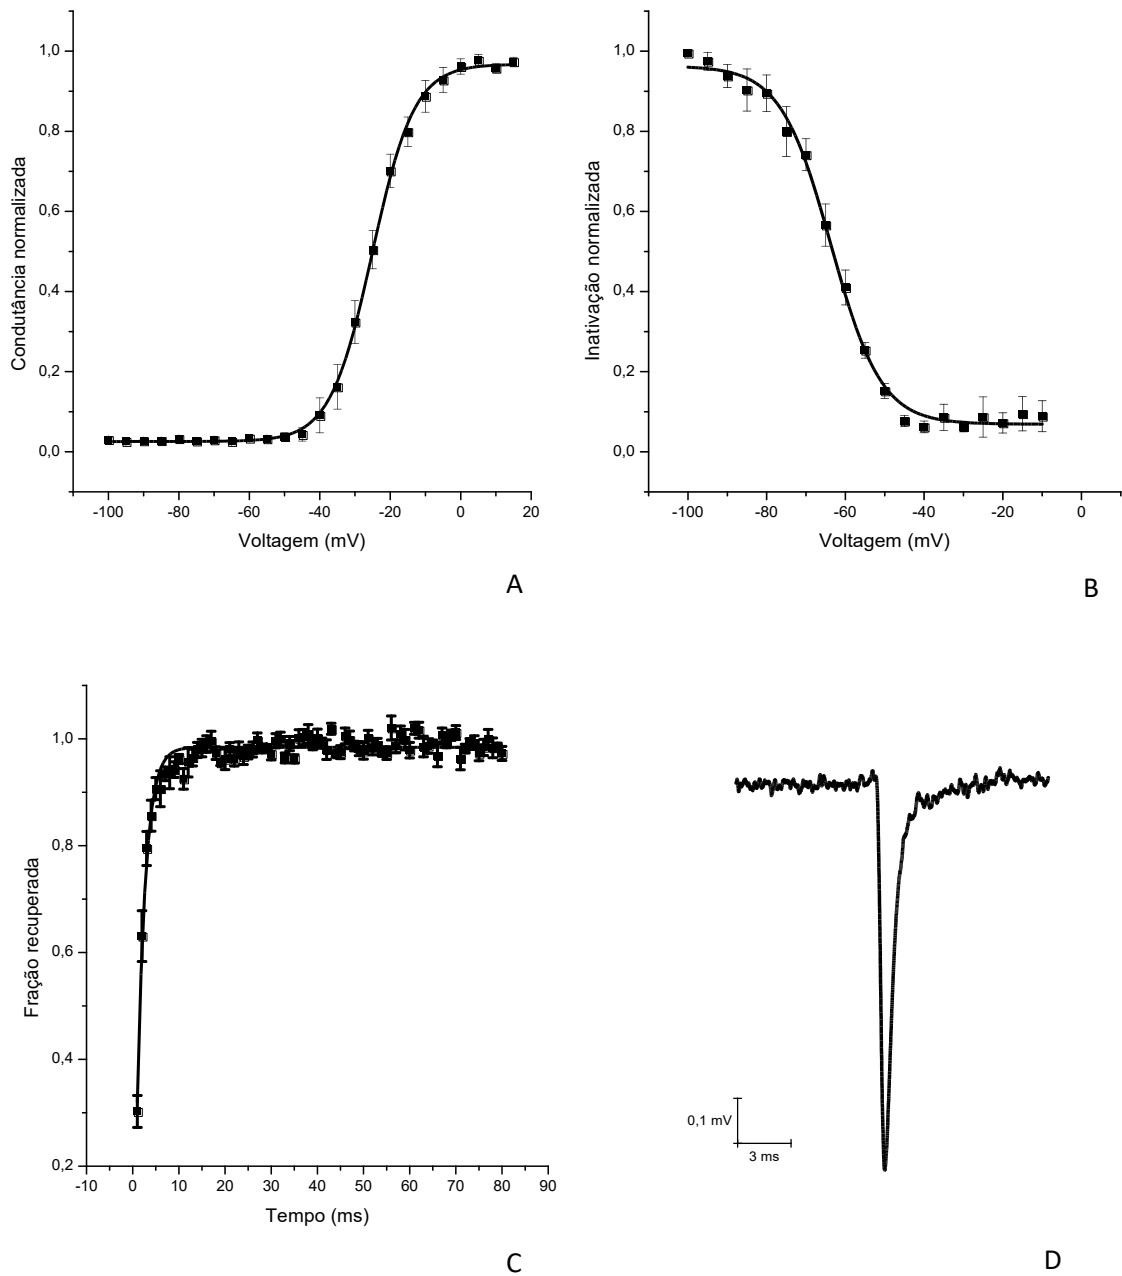 1,0
0,8
0,6
0,4
0,2
0,0
Condutância normalizada
-100 -80 -60 -40 -20 0 20
Voltagem (mV)
A
1,0
0,8
0,6
0,4
0,2
0,0
Inativação normalizada
-100 -80 -60 -40 -20 0
Voltagem (mV)
B
1,0
0,8
0,6
0,4
0,2
Fração recuperada
-10 0 10 20 30 40 50 60 70 80 90
Tempo (ms)
C
0,1 mV
3 ms
D